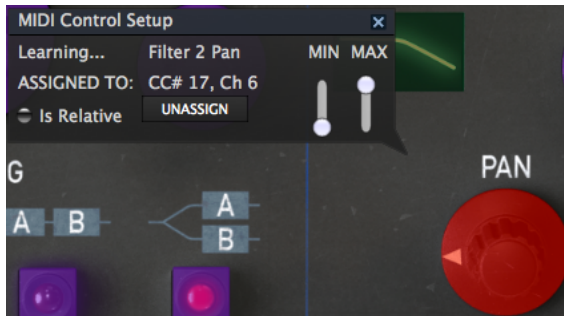 MIDI Control Setup
Learning... Filter 2 Pan MIN MAX
ASSIGNED TO: CC# 17, Ch 6
Is Relative UNASSIGN
G
PAN
A B
A
B